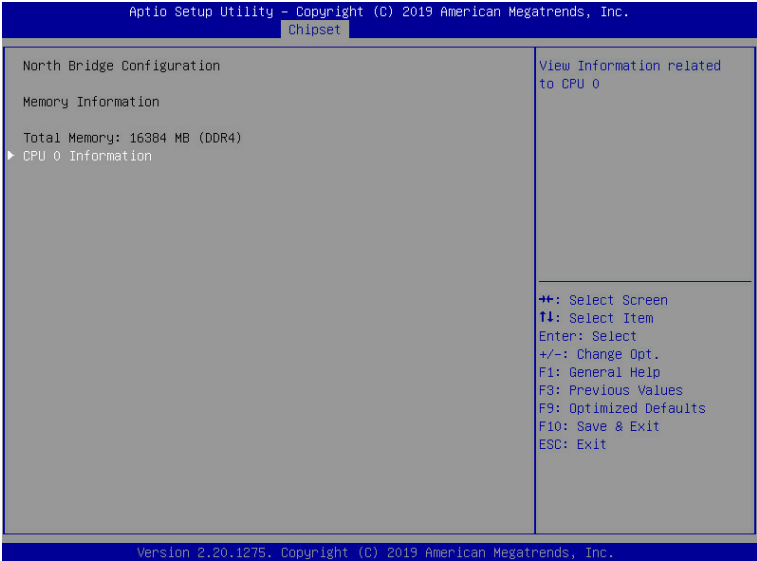 Aptio Setup Utility – Copyright (C) 2019 American Megatrends, Inc.
Chipset
North Bridge Configuration
Memory Information
Total Memory: 16384 MB (DDR4)
CPU 0 Information
View Information related
to CPU 0
→←: Select Screen
↑↓: Select Item
Enter: Select
+/-: Change Opt.
F1: General Help
F3: Previous Values
F9: Optimized Defaults
F10: Save & Exit
ESC: Exit
Version 2.20.1275. Copyright (C) 2019 American Megatrends, Inc.